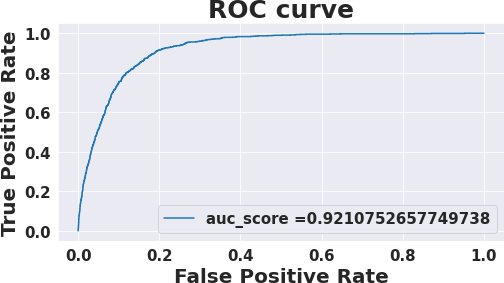 ROC curve
True Positive Rate
1.0
0.8
0.6
0.4
0.2
0.0
auc_score =0.9210752657749738
0.0 0.2 0.4 0.6 0.8 1.0
False Positive Rate